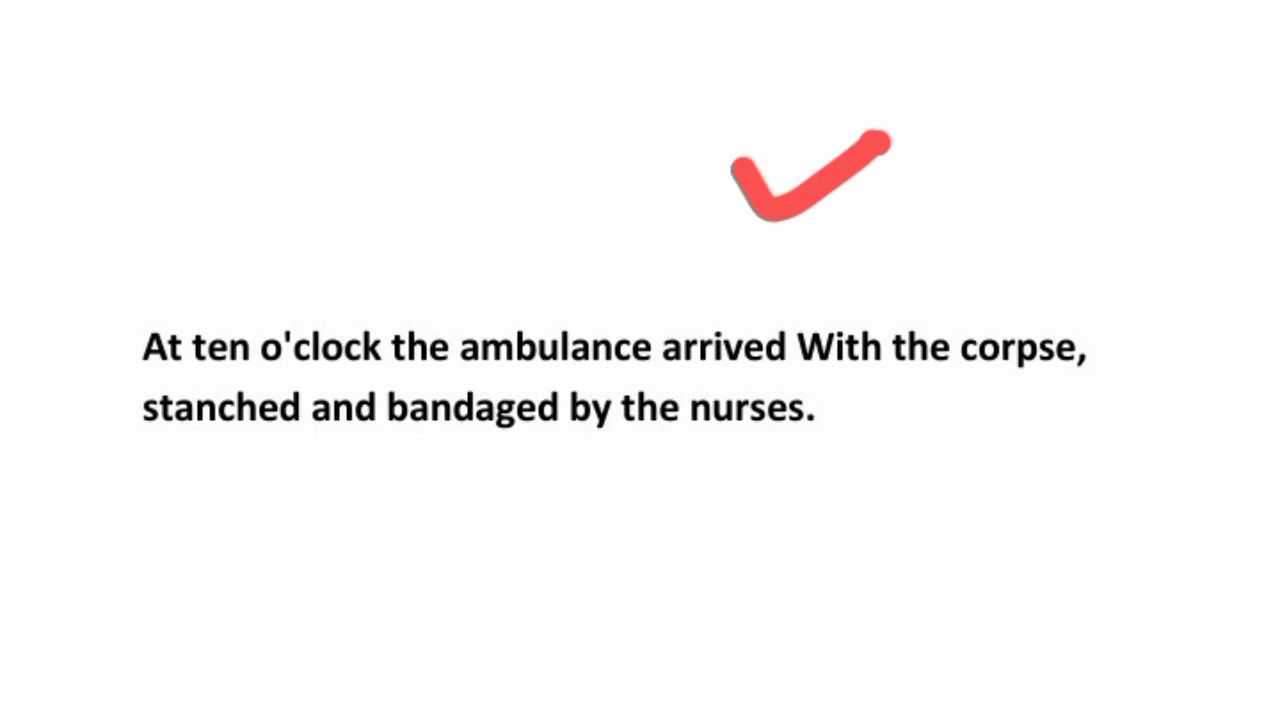 At ten o'clock the ambulance arrived With the corpse,
stanched and bandaged by the nurses.